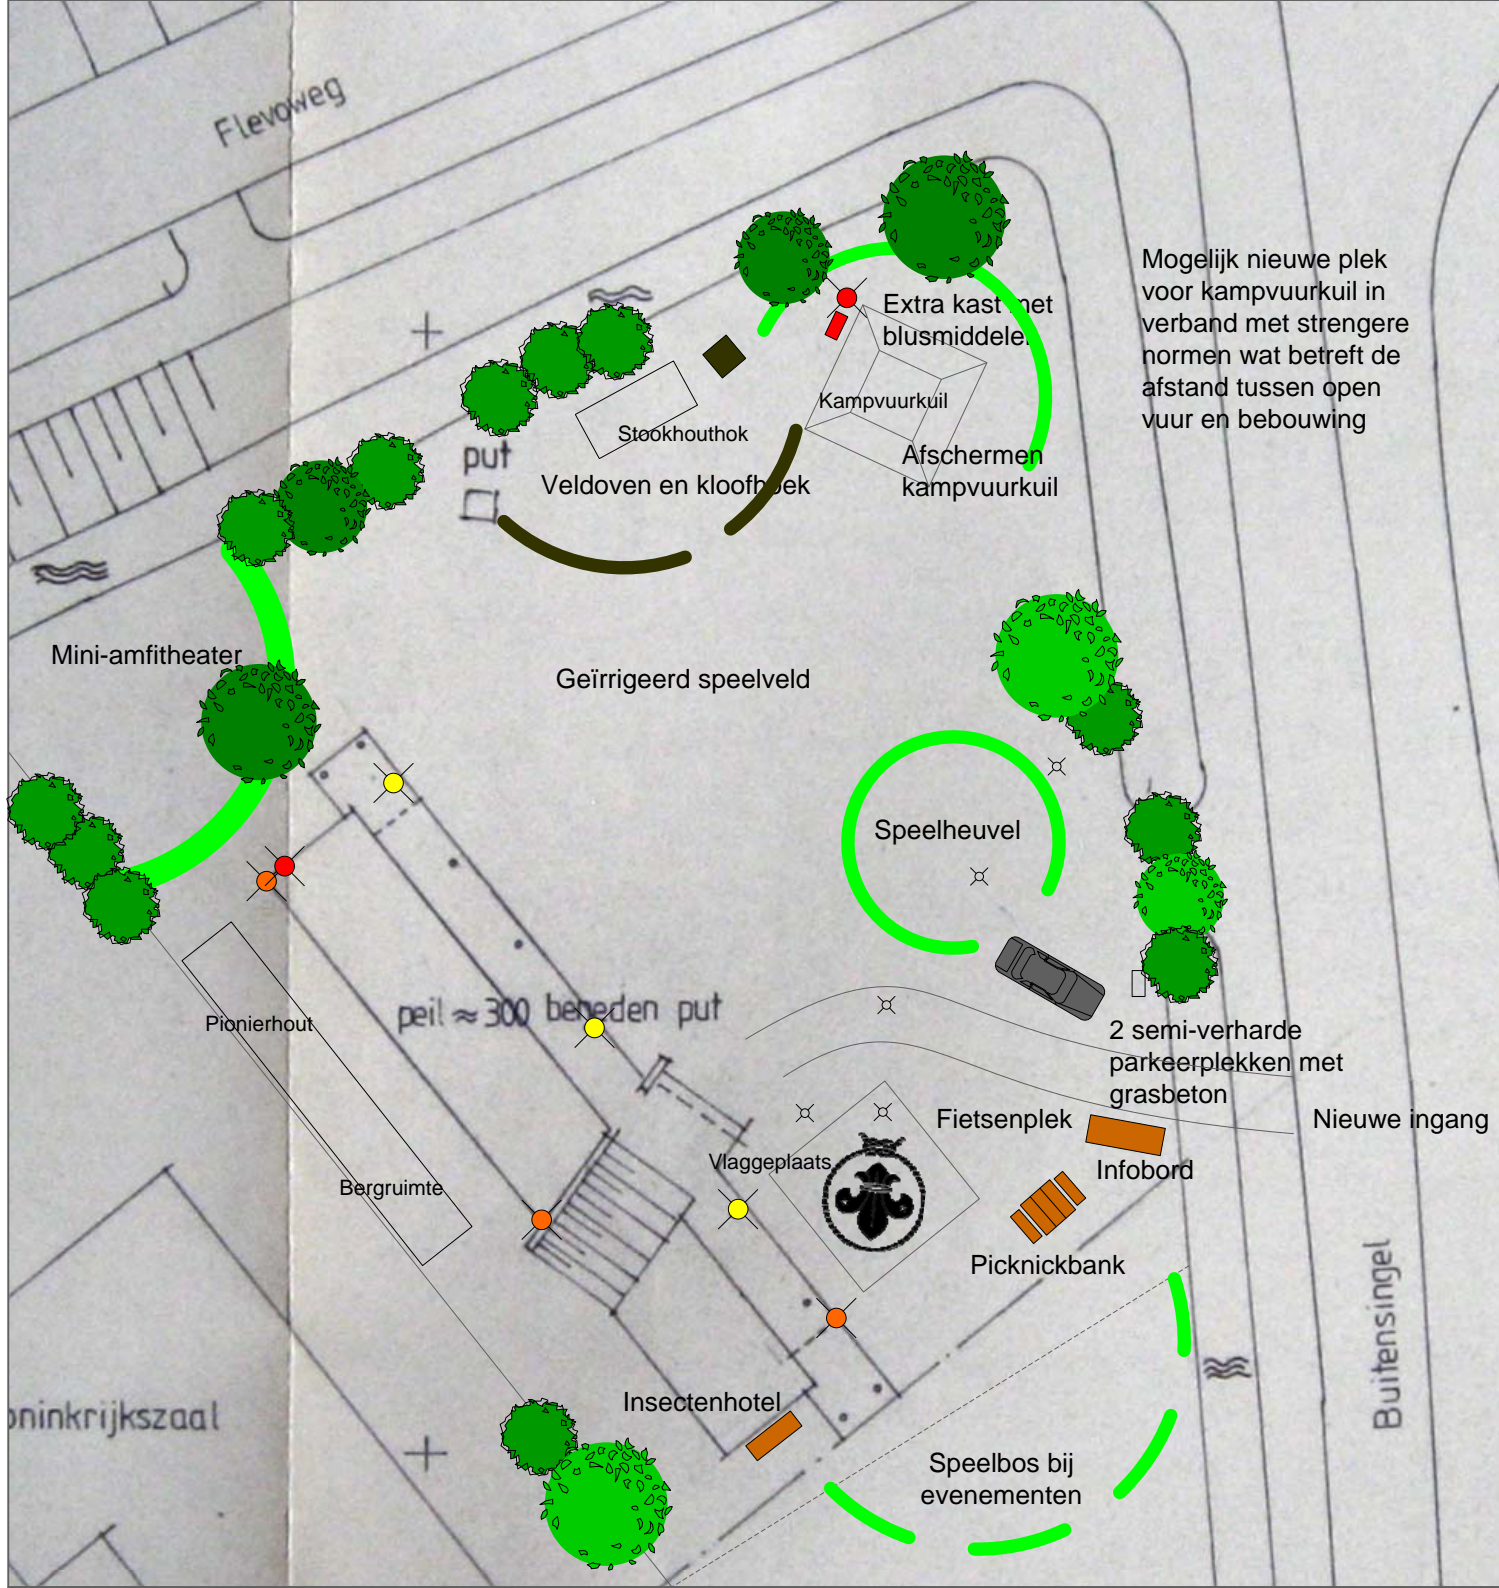 Flevoweg
Mogelijk nieuwe plek
voor kampvuurkuil in
verband met strengere
normen wat betreft de
afstand tussen open
vuur en bebouwing
Extra kast met
blusmiddelen
Kampvuurkuil
Stookhouthok
Afschermen
kampvuurkuil
put
Veldoven en kloofhoek
Mini-amfitheater
Geïrrigeerd speelveld
Speelheuvel
peil ≈ 300 beneden put
Pionierhout
2 semi-verharde
parkeerplekken met
grasbeton
Fietsenplek
Nieuwe ingang
Vlaggeplaats
Infobord
Bergruimte
Picknickbank
Buitensingel
Insectenhotel
oninkrijkszaal
Speelbos bij
evenementen